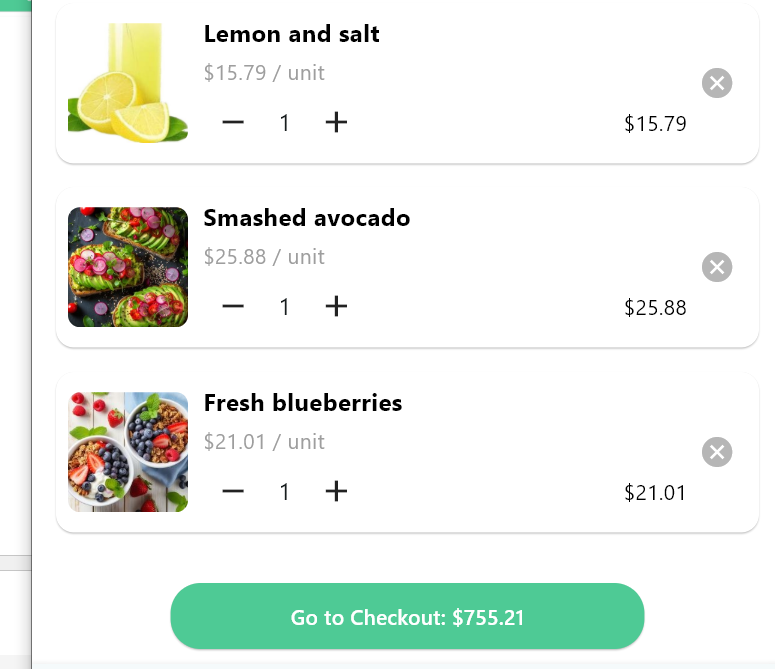 Lemon and salt
$15.79 / unit
1 $15.79
Smashed avocado
$25.88 / unit
1 $25.88
Fresh blueberries
$21.01 / unit
1 $21.01
Go to Checkout: $755.21